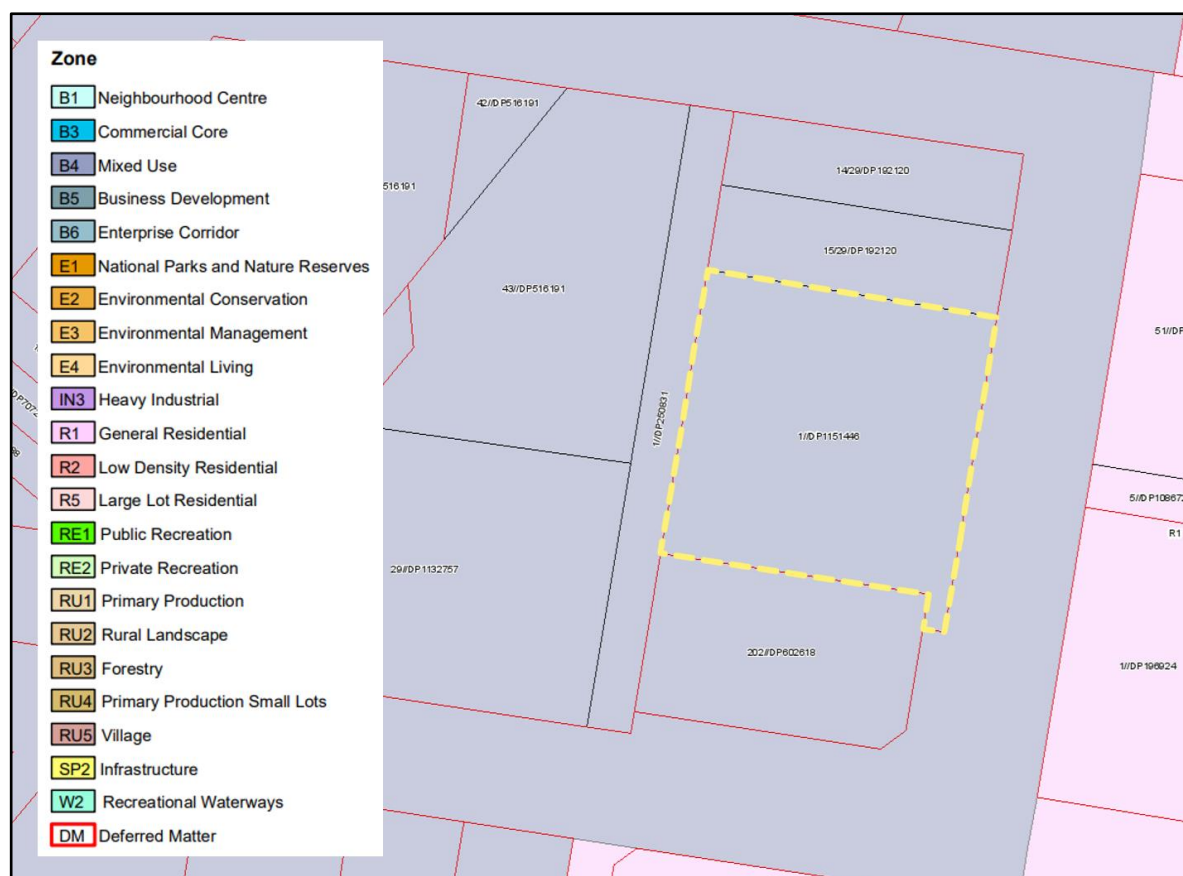 Zone
B1 Neighbourhood Centre
B3 Commercial Core
B4 Mixed Use
B5 Business Development
B6 Enterprise Corridor
E1 National Parks and Nature Reserves
E2 Environmental Conservation
E3 Environmental Management
E4 Environmental Living
IN3 Heavy Industrial
R1 General Residential
R2 Low Density Residential
R5 Large Lot Residential
RE1 Public Recreation
RE2 Private Recreation
RU1 Primary Production
RU2 Rural Landscape
RU3 Forestry
RU4 Primary Production Small Lots
RU5 Village
SP2 Infrastructure
W2 Recreational Waterways
DM Deferred Matter
42//DP516191
516191
14/29/DP192120
15/29/DP192120
43//DP516191
51//DP
1//DP250831
1//DP1151446
5//DP108672
R1
29//DP1132757
202//DP602618
1//DP196924